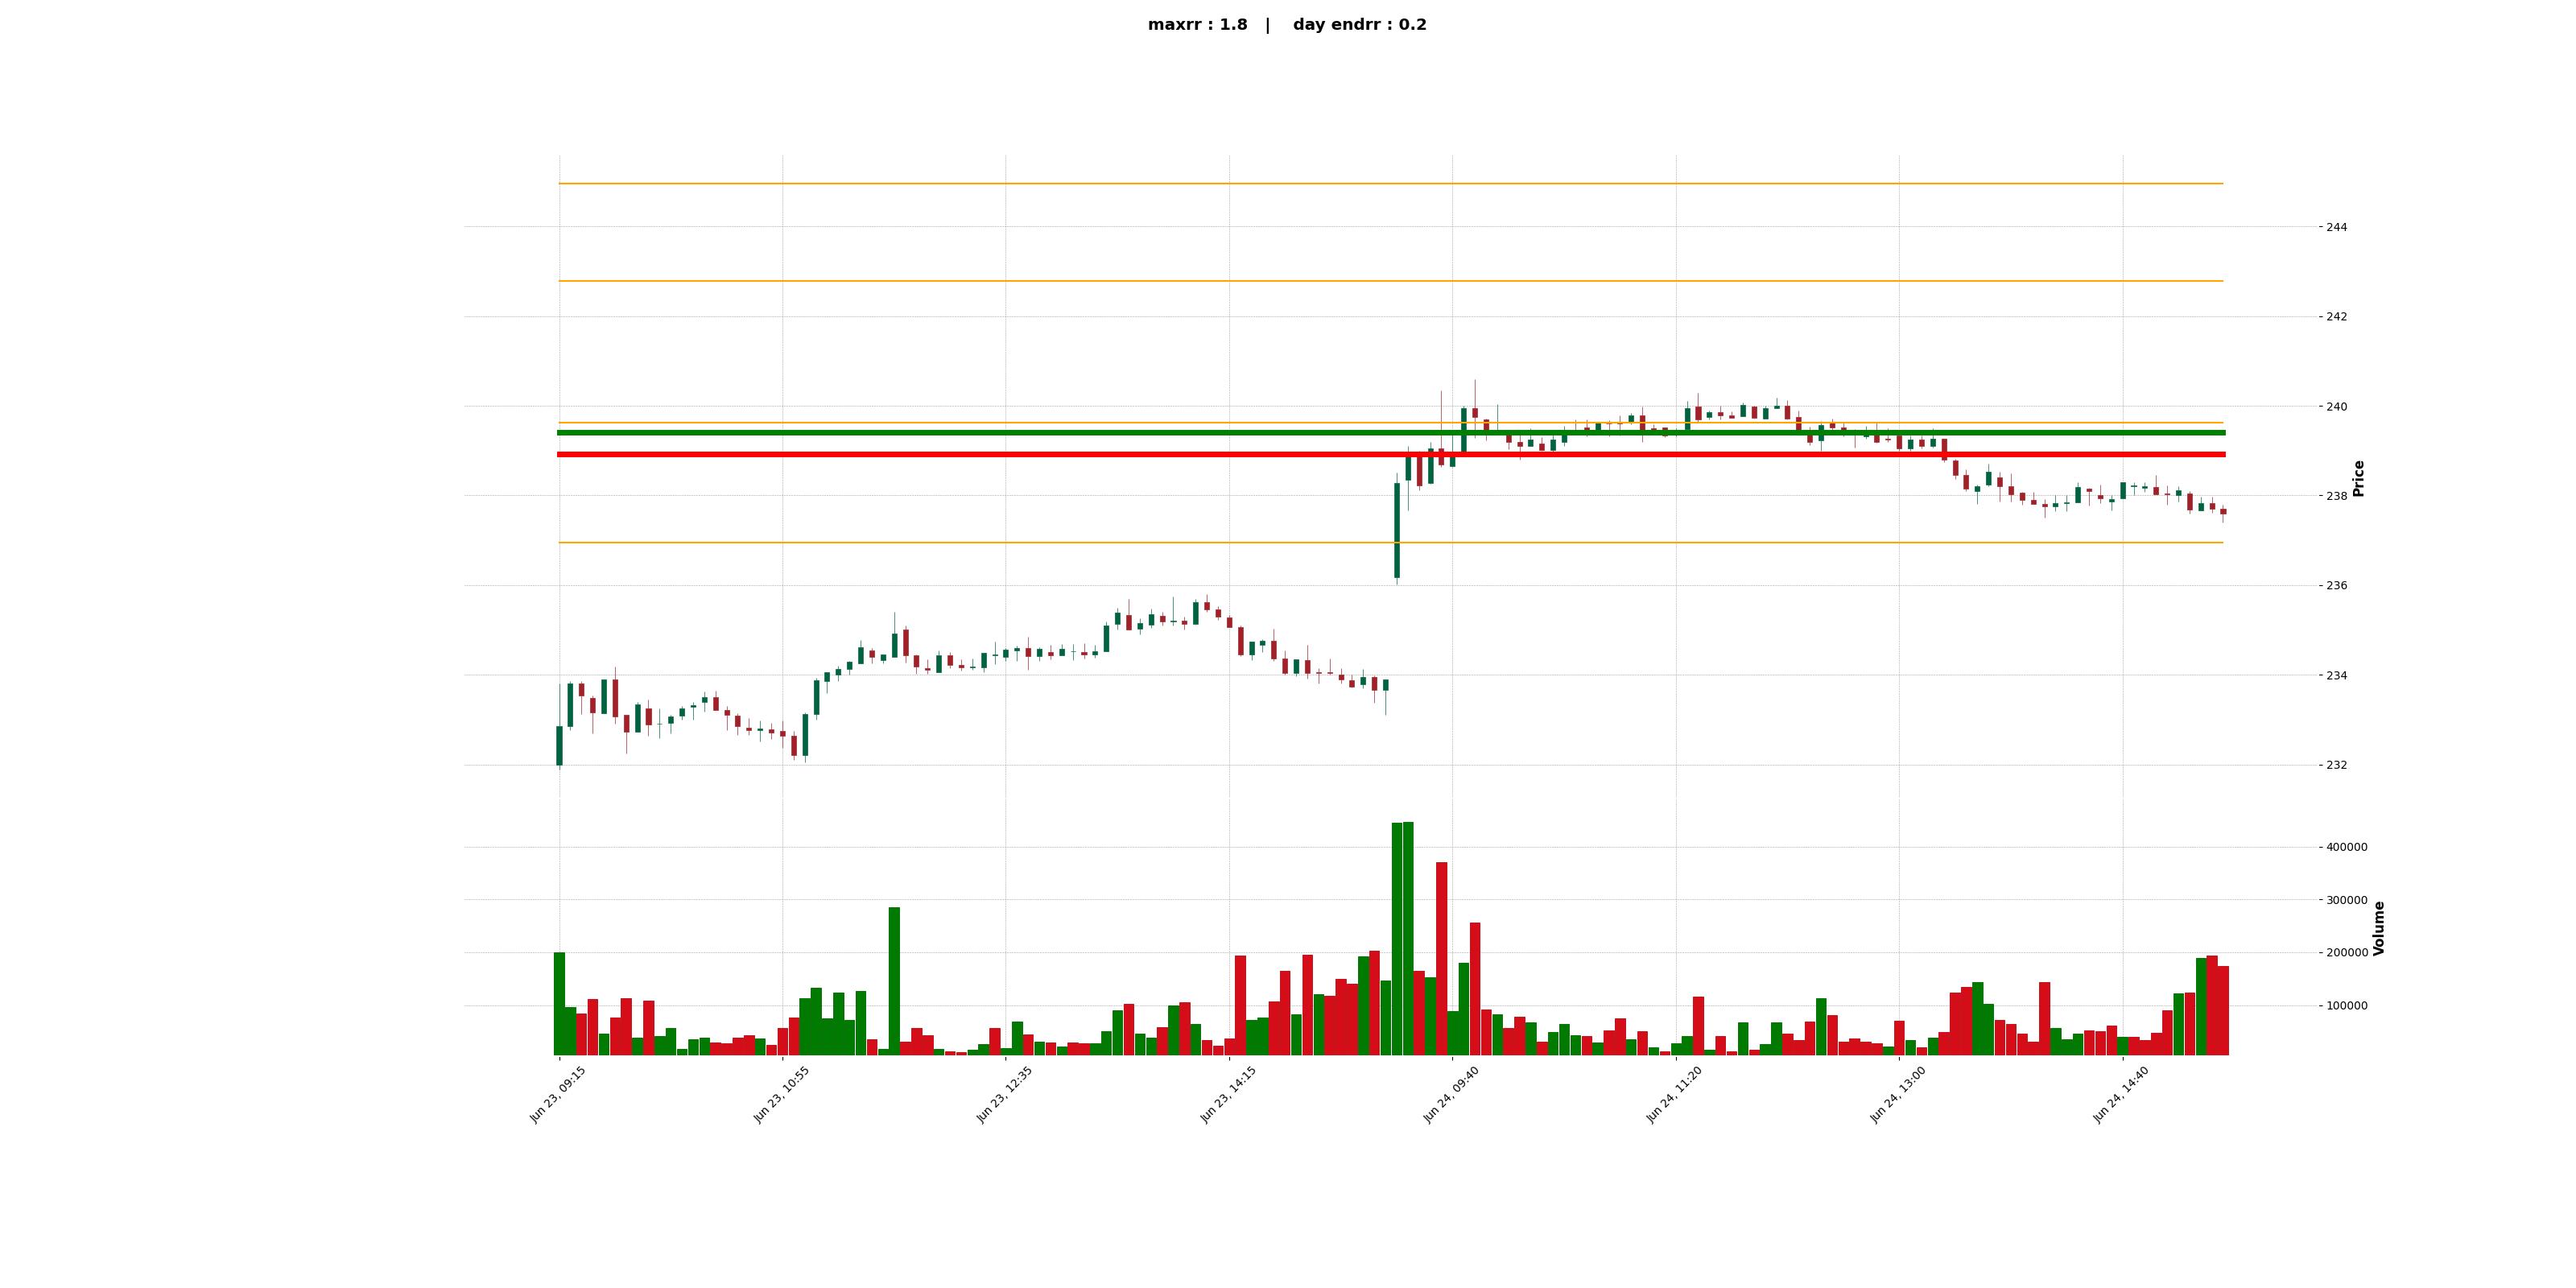 maxrr : 1.8   |    day endrr : 0.2
244
242
240
238
236
234
232
Price
400000
300000
200000
100000
Volume
Jun 23, 09:15
Jun 23, 10:55
Jun 23, 12:35
Jun 23, 14:15
Jun 24, 09:40
Jun 24, 11:20
Jun 24, 13:00
Jun 24, 14:40